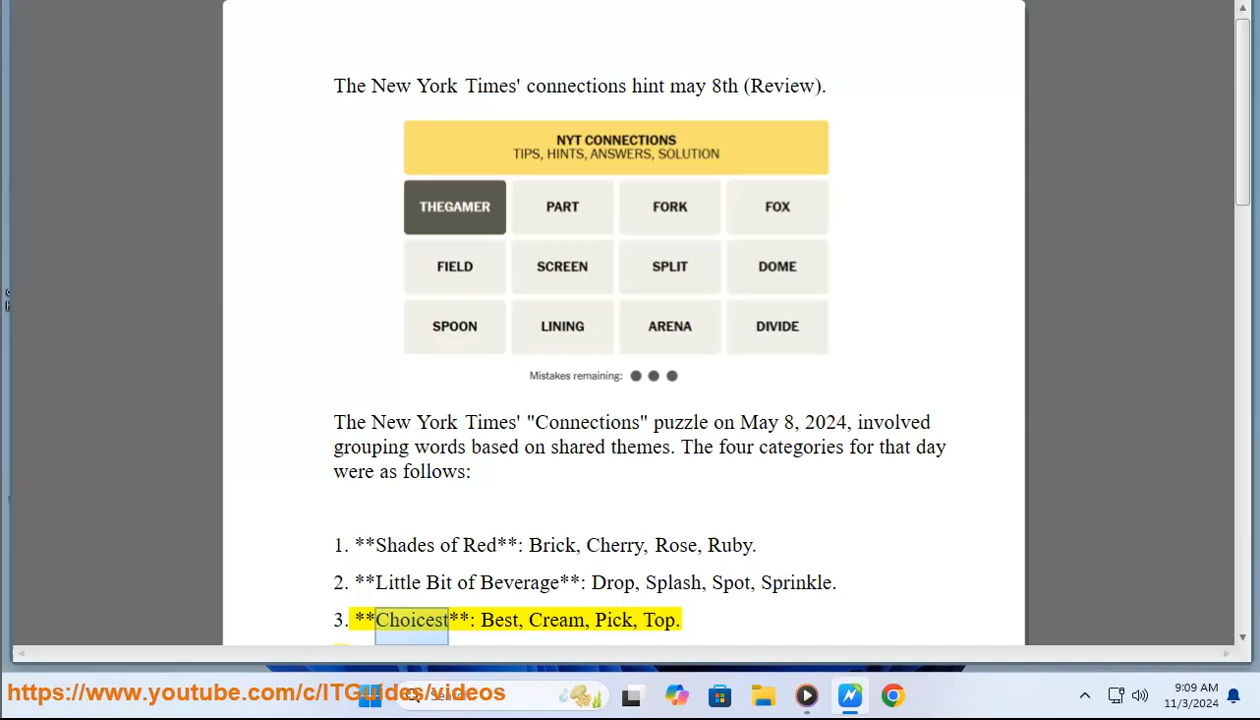 The New York Times' connections hint may 8th (Review).
NYT CONNECTIONS
TIPS, HINTS, ANSWERS, SOLUTION
THEGAMER PART FORK FOX
FIELD SCREEN SPLIT DOME
SPOON LINING ARENA DIVIDE
Mistakes remaining:
The New York Times' "Connections" puzzle on May 8, 2024, involved
grouping words based on shared themes. The four categories for that day
were as follows:
1. **Shades of Red**: Brick, Cherry, Rose, Ruby.
2. **Little Bit of Beverage**: Drop, Splash, Spot, Sprinkle.
3. **Choicest**: Best, Cream, Pick, Top.
https://www.youtube.com/c/ITGuides/videos
9:09 AM
11/3/2024